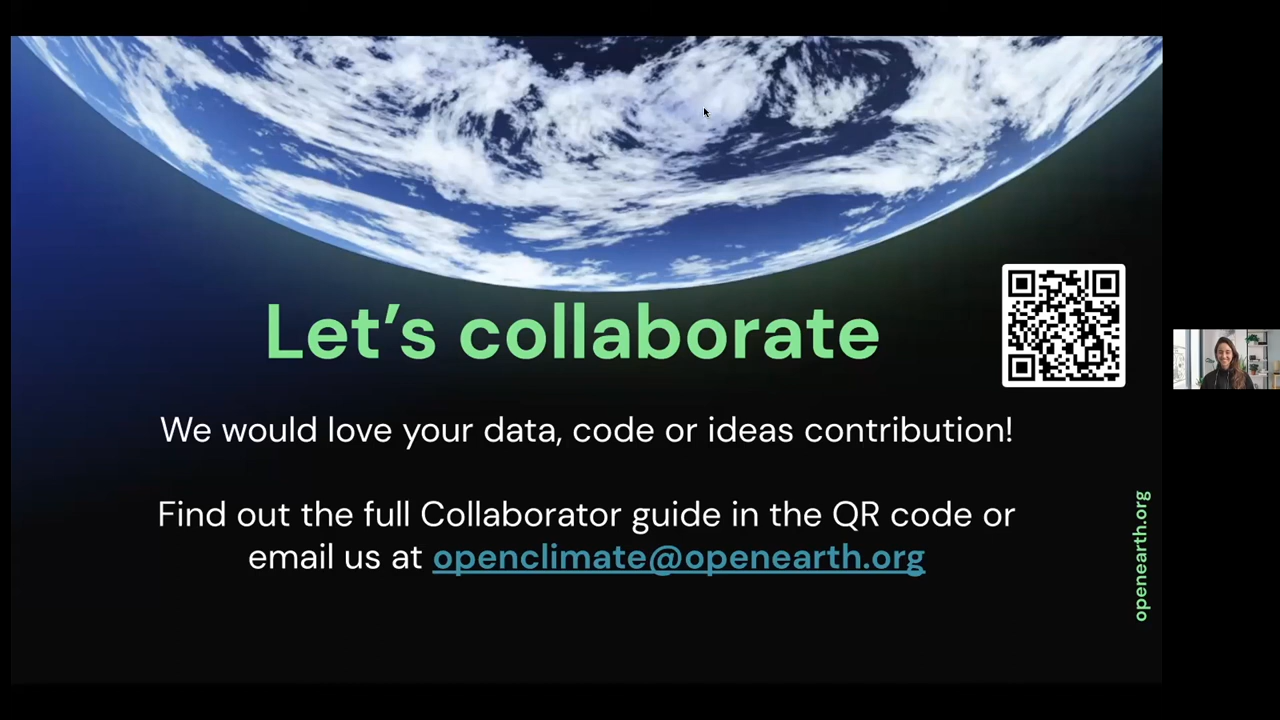 Let's collaborate
We would love your data, code or ideas contribution!
Find out the full Collaborator guide in the QR code or
email us at openclimate@openearth.org
openearth.org